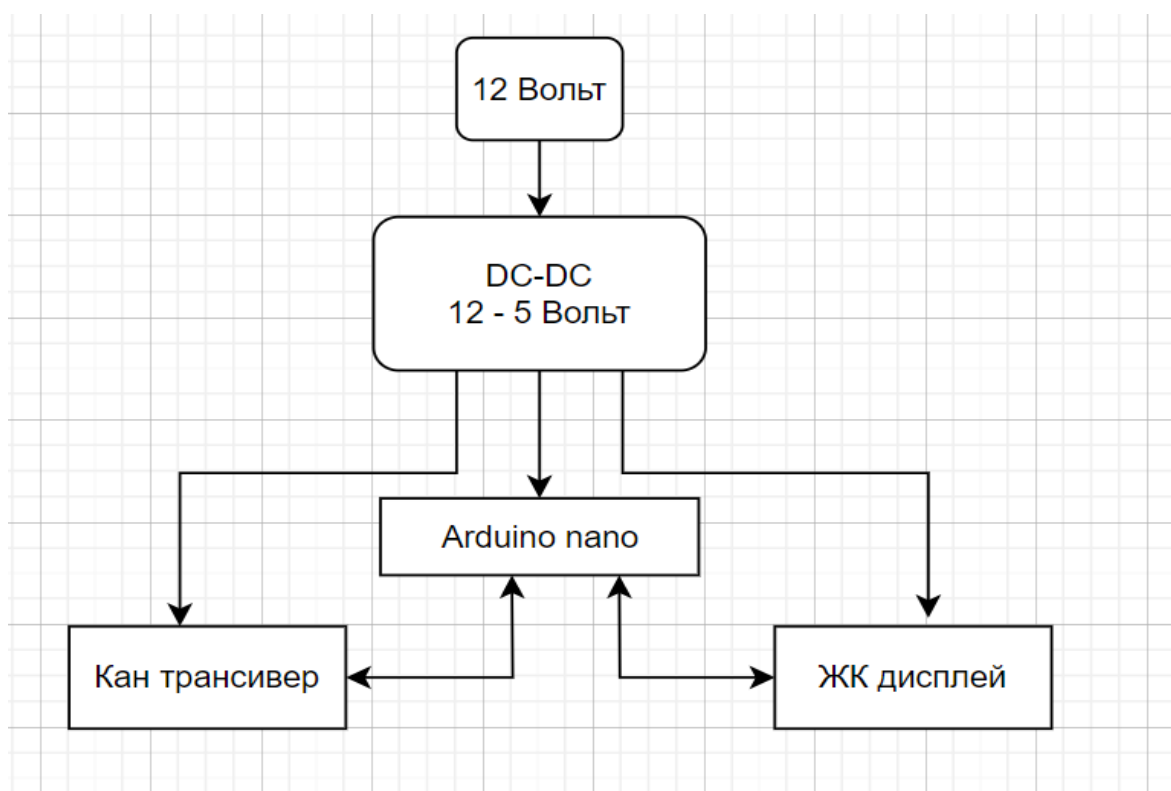 12 Вольт
DC-DC
12 - 5 Вольт
Arduino nano
Кан трансивер
ЖК дисплей